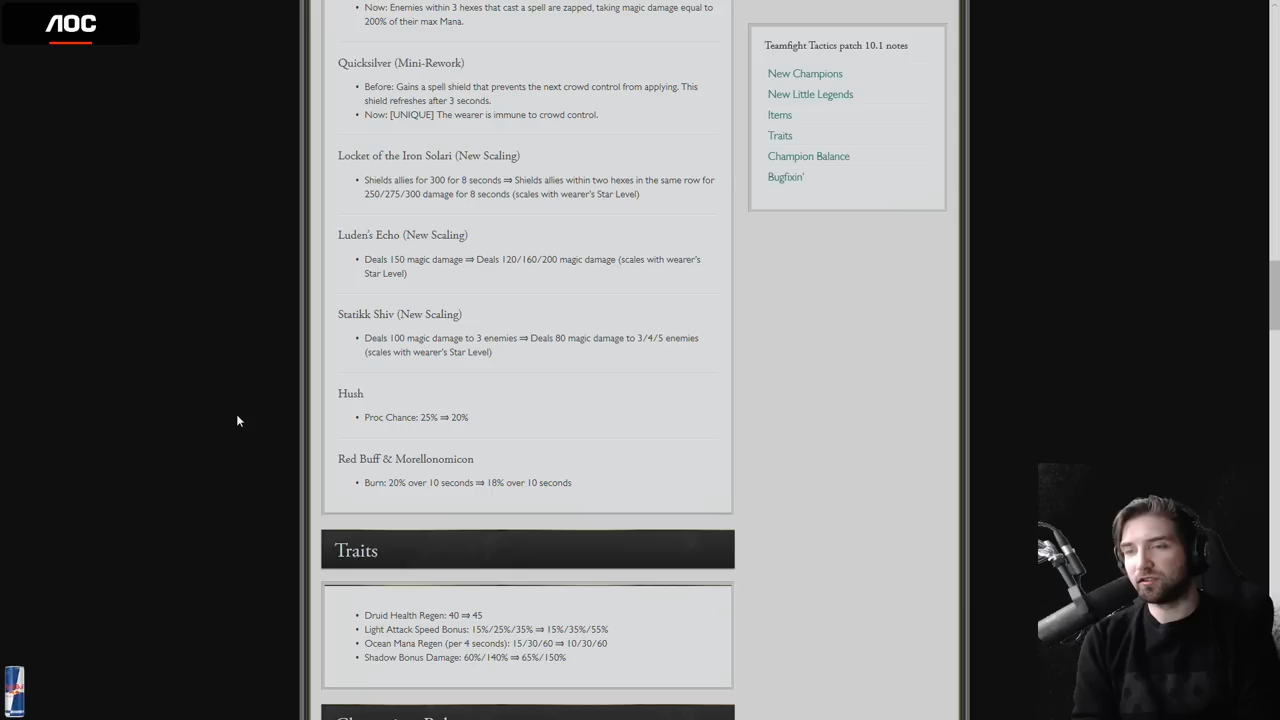 AOC
• Now: Enemies within 3 hexes that cast a spell are zapped, taking magic damage equal to
200% of their max Mana.
Quicksilver (Mini-Rework)
• Before: Gains a spell shield that prevents the next crowd control from applying. This
shield refreshes after 3 seconds.
• Now: [UNIQUE] The wearer is immune to crowd control.
Locket of the Iron Solari (New Scaling)
• Shields allies for 300 for 8 seconds ⇒ Shields allies within two hexes in the same row for
250/275/300 damage for 8 seconds (scales with wearer's Star Level)
Luden's Echo (New Scaling)
• Deals 150 magic damage ⇒ Deals 120/160/200 magic damage (scales with wearer's
Star Level)
Statikk Shiv (New Scaling)
• Deals 100 magic damage to 3 enemies ⇒ Deals 80 magic damage to 3/4/5 enemies
(scales with wearer's Star Level)
Hush
• Proc Chance: 25% ⇒ 20%
Red Buff & Morellonomicon
• Burn: 20% over 10 seconds ⇒ 18% over 10 seconds
Traits
• Druid Health Regen: 40 ⇒ 45
• Light Attack Speed Bonus: 15%/25%/35% ⇒ 15%/35%/55%
• Ocean Mana Regen (per 4 seconds): 15/30/60 ⇒ 10/30/60
• Shadow Bonus Damage: 60%/140% ⇒ 65%/150%
Teamfight Tactics patch 10.1 notes
New Champions
New Little Legends
Items
Traits
Champion Balance
Bugfixin'